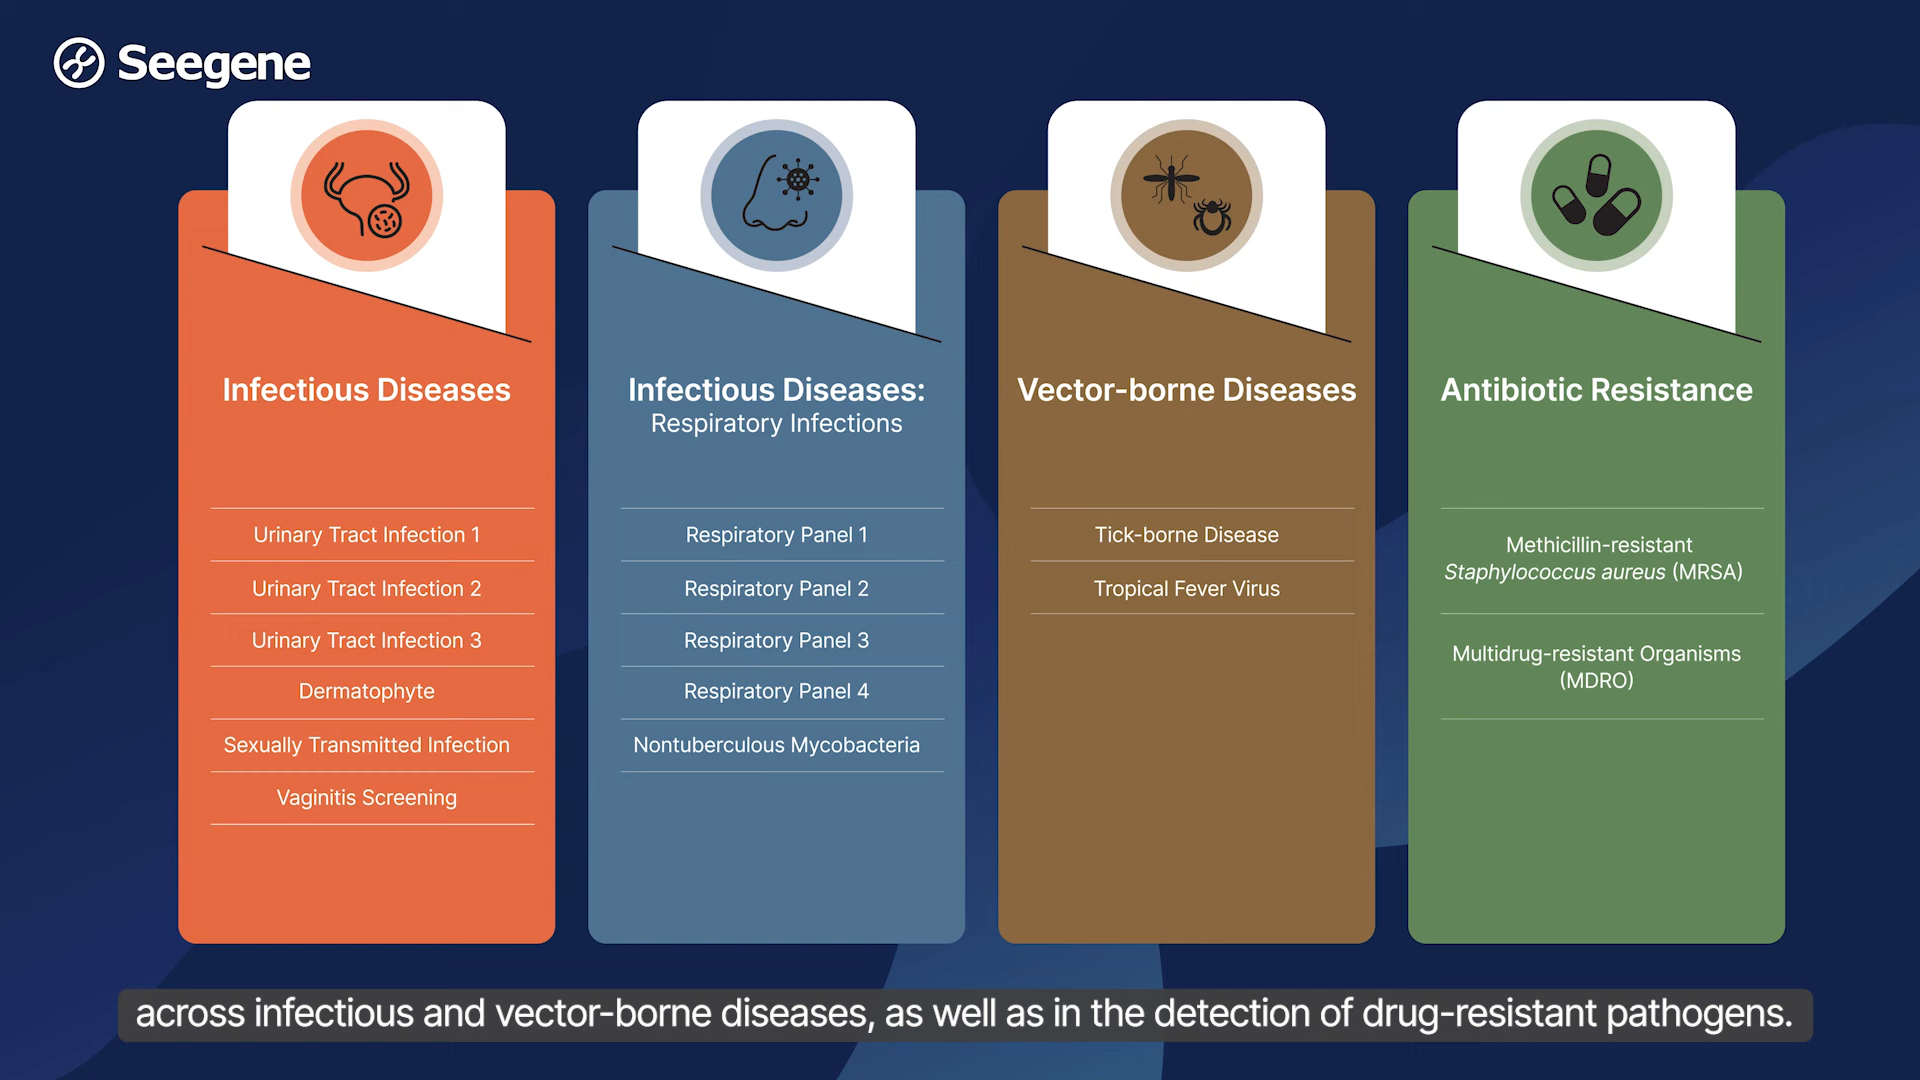 Seegene
Infectious Diseases
Urinary Tract Infection 1
Urinary Tract Infection 2
Urinary Tract Infection 3
Dermatophyte
Sexually Transmitted Infection
Vaginitis Screening
Infectious Diseases:
Respiratory Infections
Respiratory Panel 1
Respiratory Panel 2
Respiratory Panel 3
Respiratory Panel 4
Nontuberculous Mycobacteria
Vector-borne Diseases
Tick-borne Disease
Tropical Fever Virus
Antibiotic Resistance
Methicillin-resistant
Staphylococcus aureus (MRSA)
Multidrug-resistant Organisms
(MDRO)
across infectious and vector-borne diseases, as well as in the detection of drug-resistant pathogens.